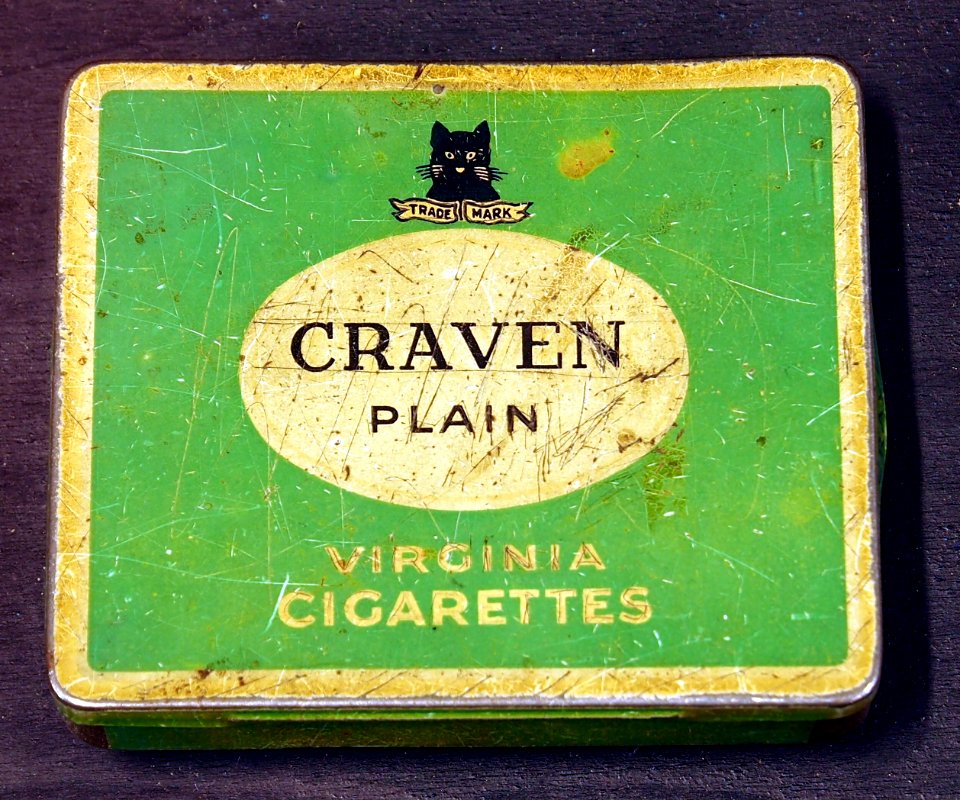 TRADE MARK
CRAVEN
PLAIN
VIRGINIA
CIGARETTES